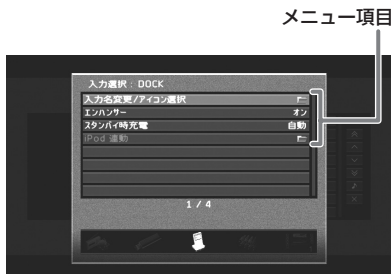 メニュー項目
入力選択：DOCK
入力名変更/アイコン選択
エンハンサー オン
スタンバイ時充電 自動
iPod 連動
1 / 4